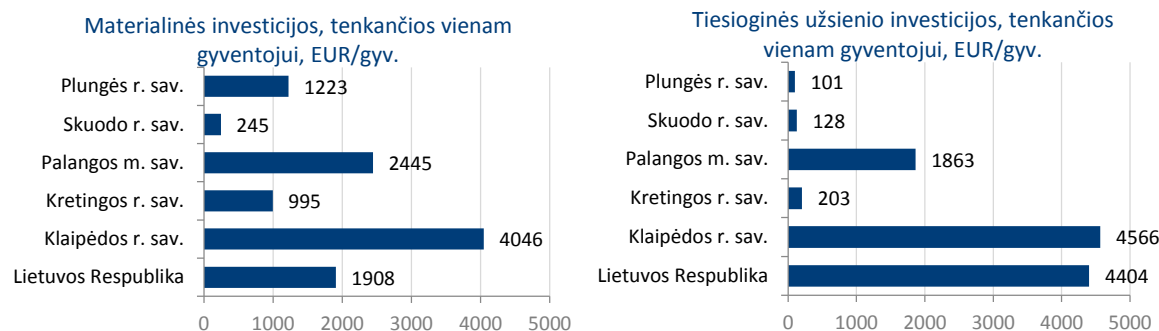 Materialinės investicijos, tenkančios vienam
gyventojui, EUR/gyv.
Plungės r. sav. 1223
Skuodo r. sav. 245
Palangos m. sav. 2445
Kretingos r. sav. 995
Klaipėdos r. sav. 4046
Lietuvos Respublika 1908
0 1000 2000 3000 4000 5000
Tiesioginės užsienio investicijos, tenkančios
vienam gyventojui, EUR/gyv.
Plungės r. sav. 101
Skuodo r. sav. 128
Palangos m. sav. 1863
Kretingos r. sav. 203
Klaipėdos r. sav. 4566
Lietuvos Respublika 4404
0 1000 2000 3000 4000 5000